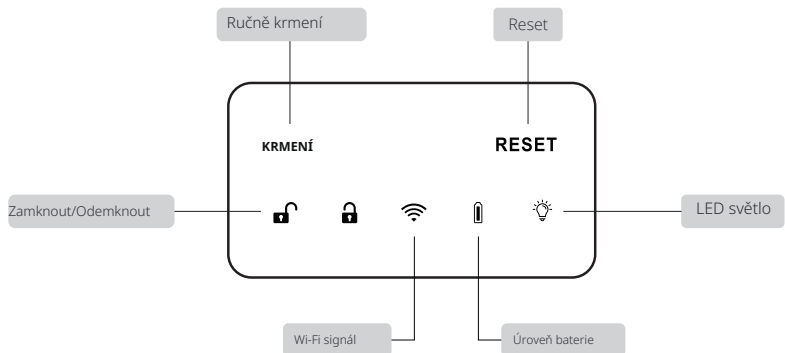 Ručně krmení
Reset
KRMENÍ
RESET
Zamknout/Odemknout
LED světlo
Wi-Fi signál
Úroveň baterie